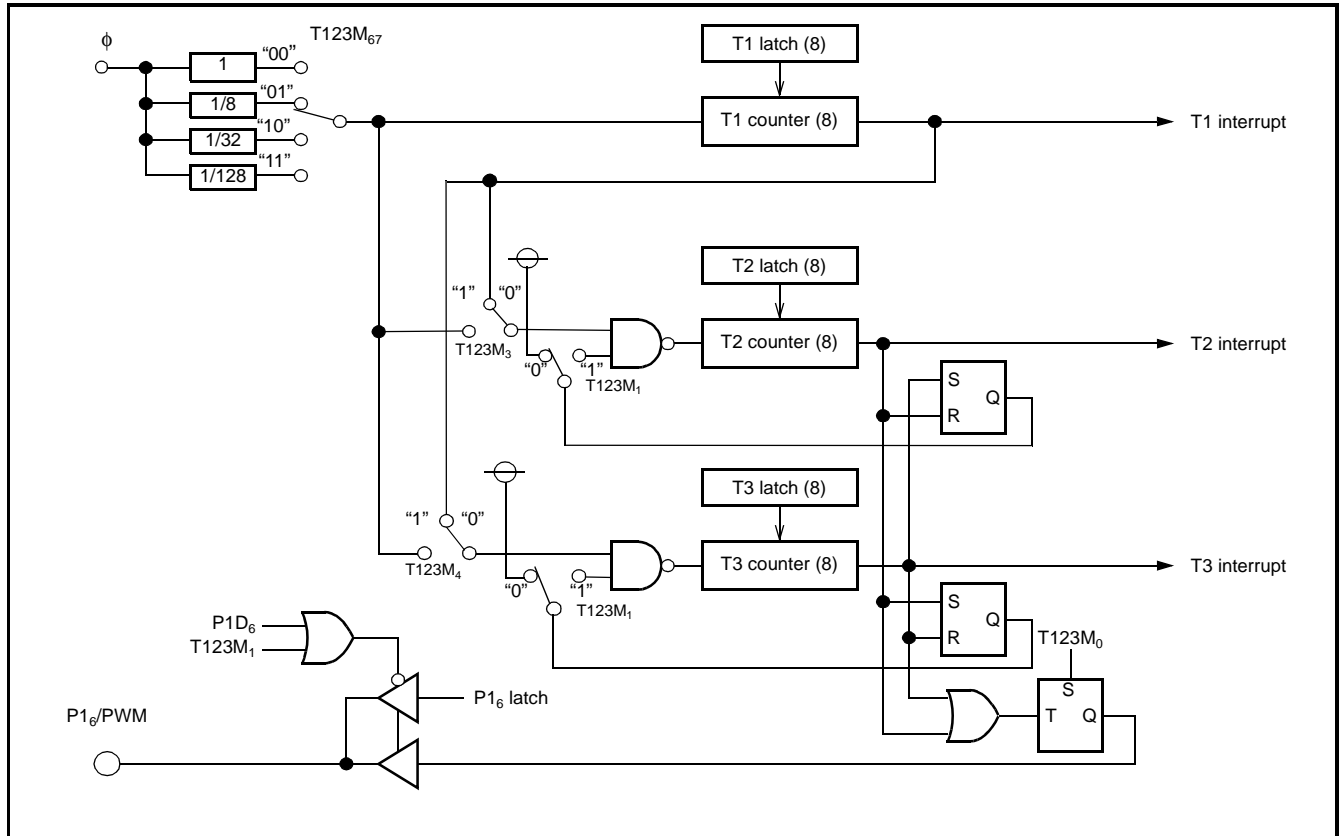 ϕ
T123M67
1
“00”
1/8
“01”
1/32
“10”
1/128
“11”
T1 latch (8)
T1 counter (8)
T1 interrupt
T2 latch (8)
“1” “0”
T123M3
“0”
“1”
T123M1
T2 counter (8)
T2 interrupt
S
R
Q
T3 latch (8)
“1” “0”
T123M4
“0”
“1”
T123M1
T3 counter (8)
T3 interrupt
S
R
Q
P1D6
T123M1
P16 latch
P16/PWM
T123M0
S
T
Q